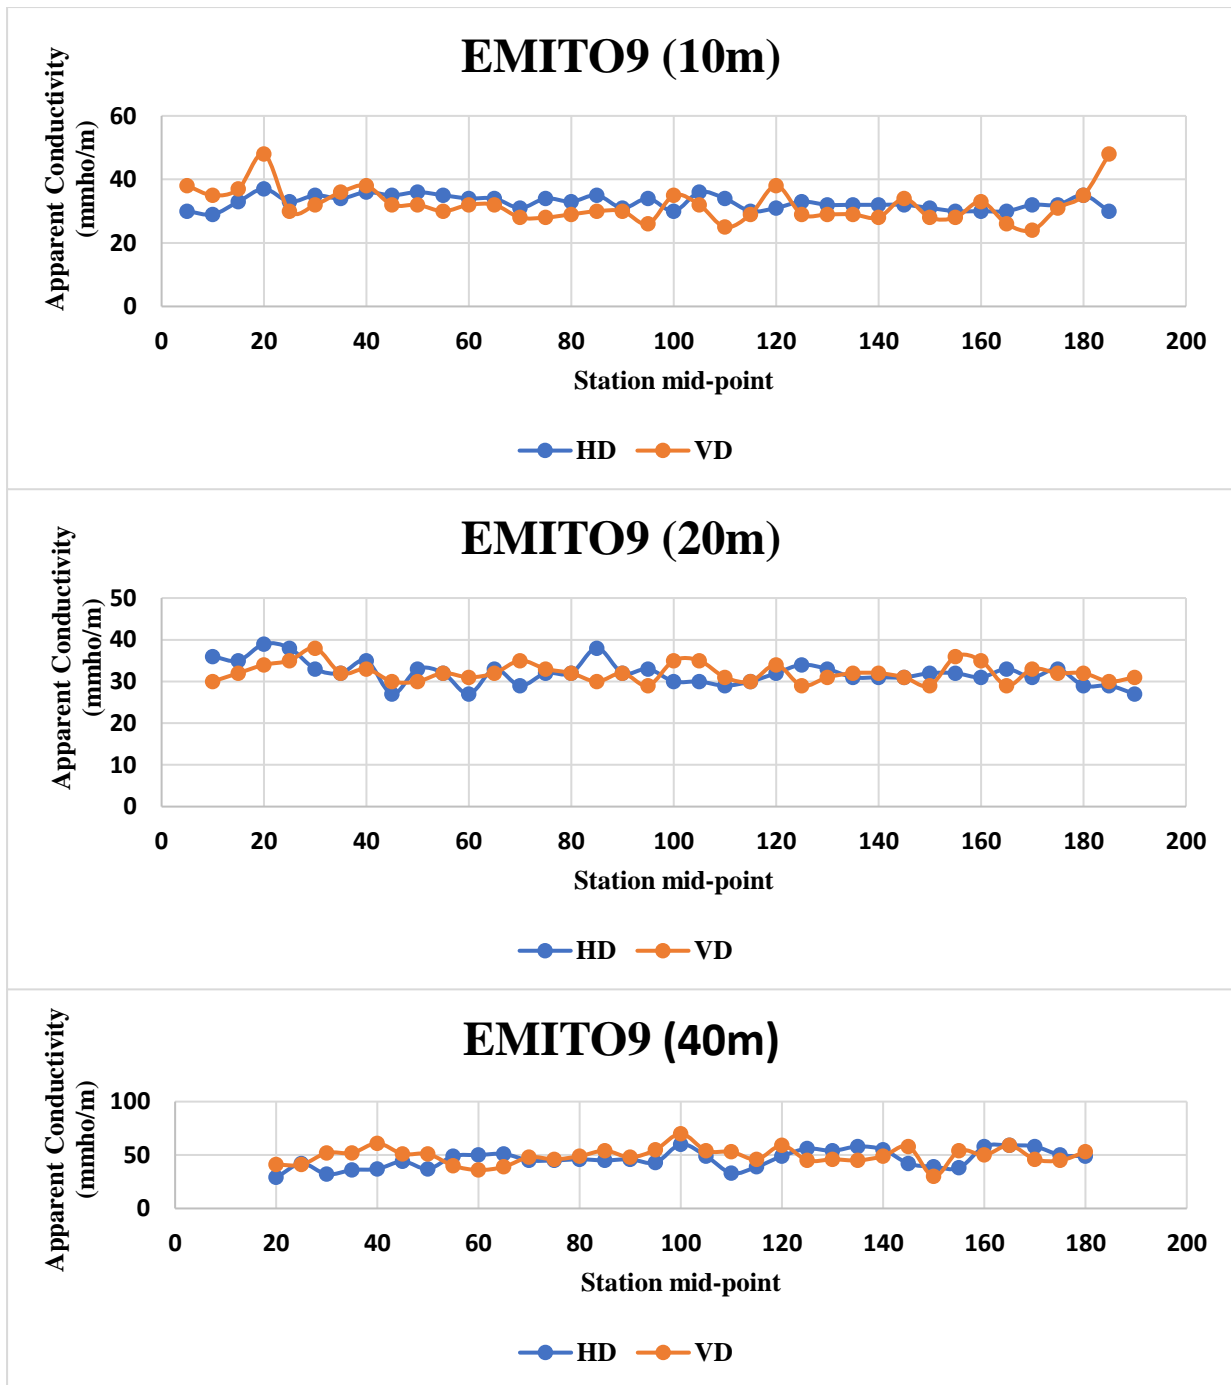 EMITO9 (10m)
Apparent Conductivity
(mmho/m)
60
40
20
0
0 20 40 60 80 100 120 140 160 180 200
Station mid-point
HD VD
EMITO9 (20m)
Apparent Conductivity
(mmho/m)
50
40
30
20
10
0
0 20 40 60 80 100 120 140 160 180 200
Station mid-point
HD VD
EMITO9 (40m)
Apparent Conductivity
(mmho/m)
100
50
0
0 20 40 60 80 100 120 140 160 180 200
Station mid-point
HD VD